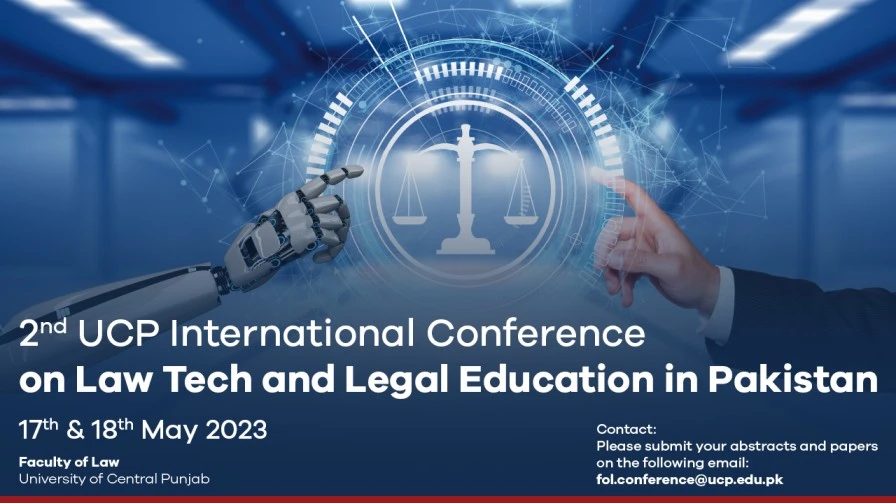 2nd UCP International Conference
on Law Tech and Legal Education in Pakistan
17th & 18th May 2023
Faculty of Law
University of Central Punjab
Contact:
Please submit your abstracts and papers
on the following email:
fol.conference@ucp.edu.pk